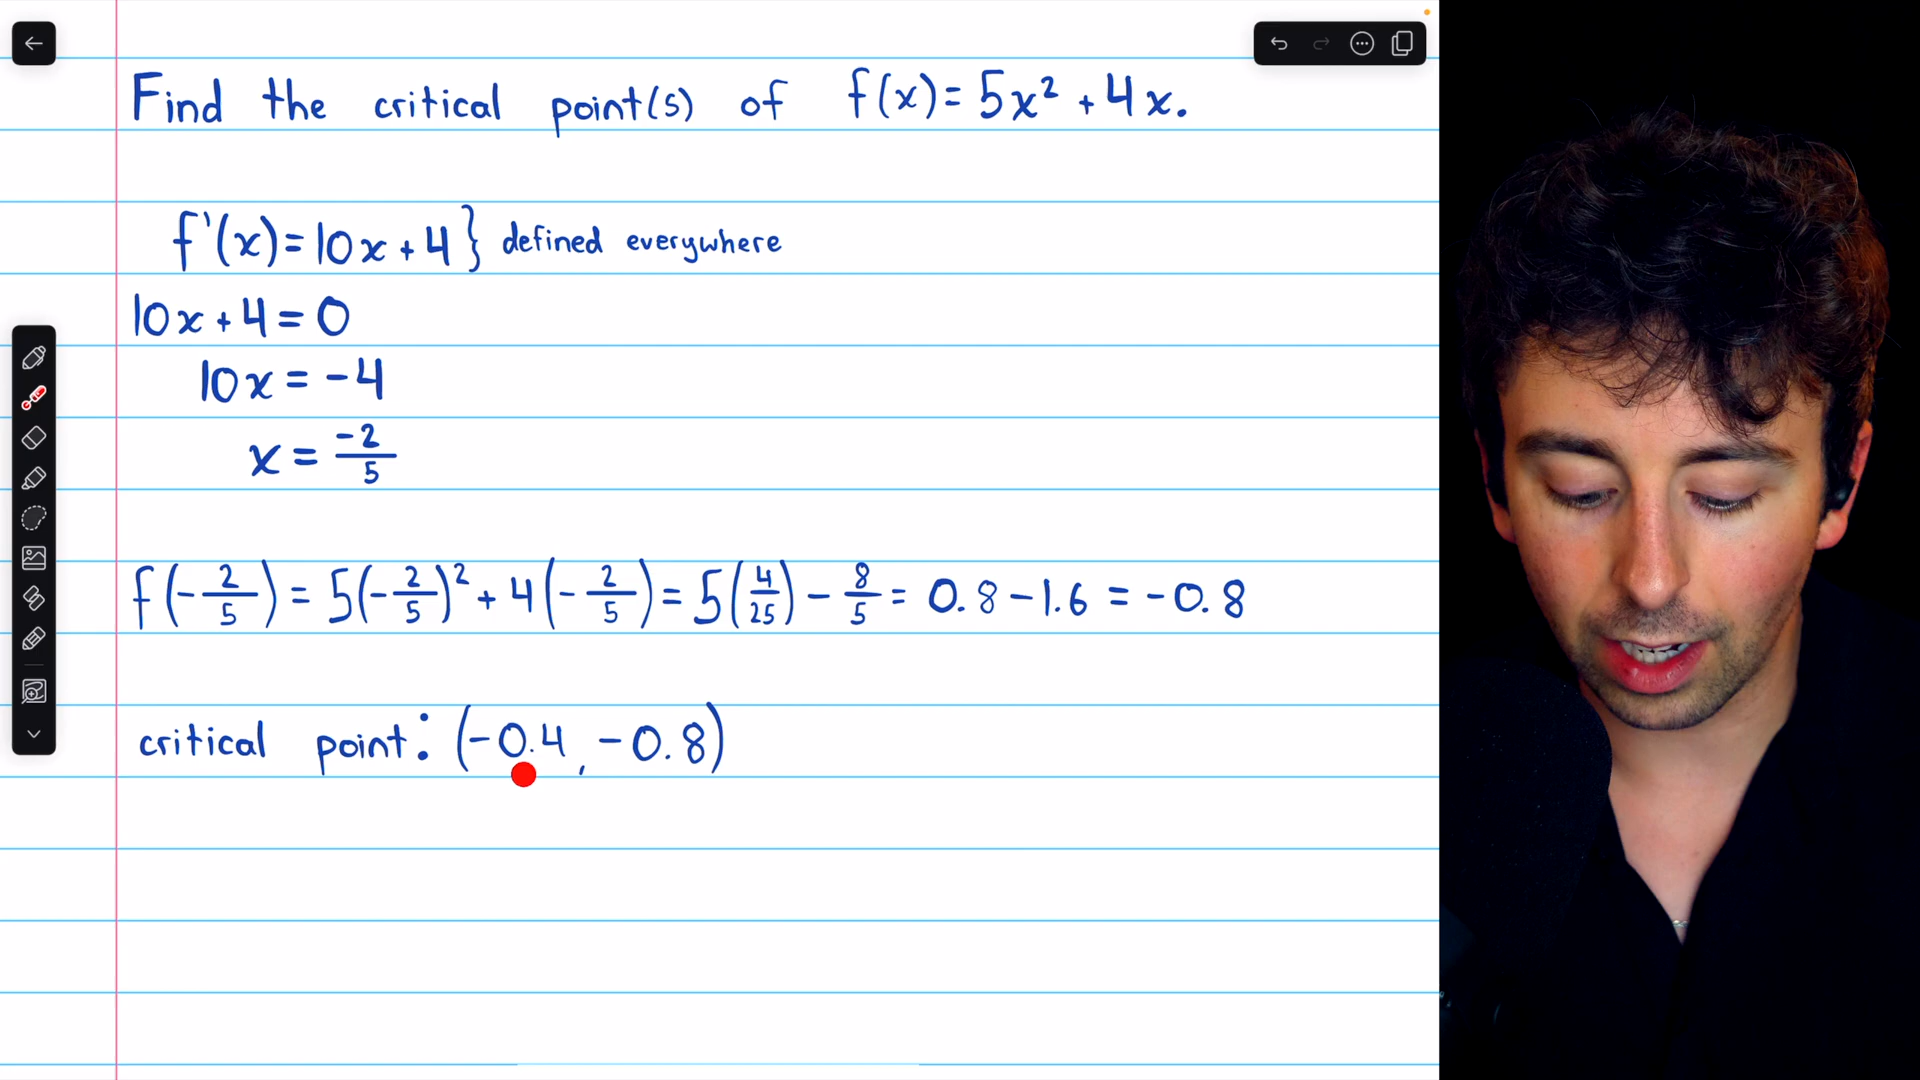 Find the critical point(s) of f(x) = 5x² + 4x.
f'(x) = 10x + 4 } defined everywhere
10x + 4 = 0
10x = -4
x = -2/5
f(-2/5) = 5(-2/5)² + 4(-2/5) = 5(4/25) - 8/5 = 0.8 - 1.6 = -0.8
critical point: (-0.4, -0.8)